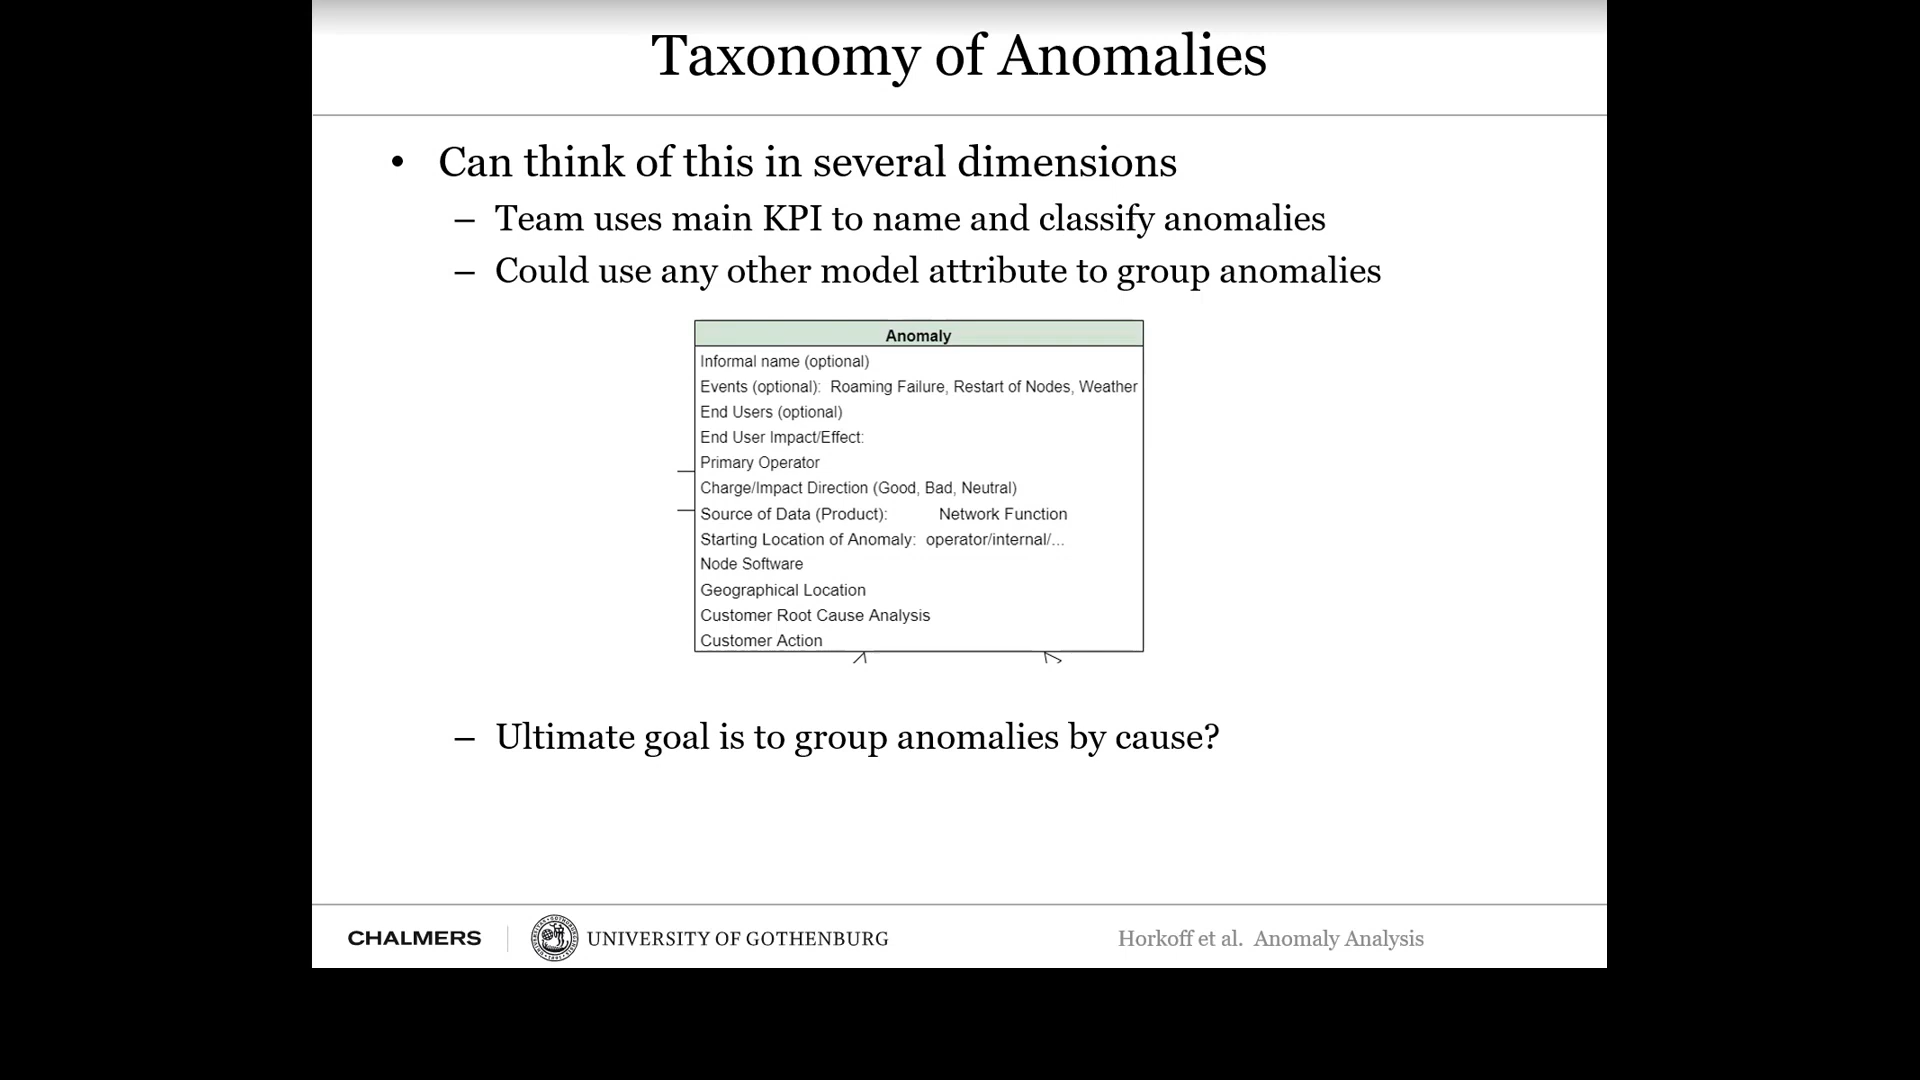 Taxonomy of Anomalies
• Can think of this in several dimensions
– Team uses main KPI to name and classify anomalies
– Could use any other model attribute to group anomalies
Anomaly
Informal name (optional)
Events (optional): Roaming Failure, Restart of Nodes, Weather
End Users (optional)
End User Impact/Effect:
Primary Operator
Charge/Impact Direction (Good, Bad, Neutral)
Source of Data (Product): Network Function
Starting Location of Anomaly: operator/internal/...
Node Software
Geographical Location
Customer Root Cause Analysis
Customer Action
– Ultimate goal is to group anomalies by cause?
CHALMERS
UNIVERSITY OF GOTHENBURG
Horkoff et al. Anomaly Analysis